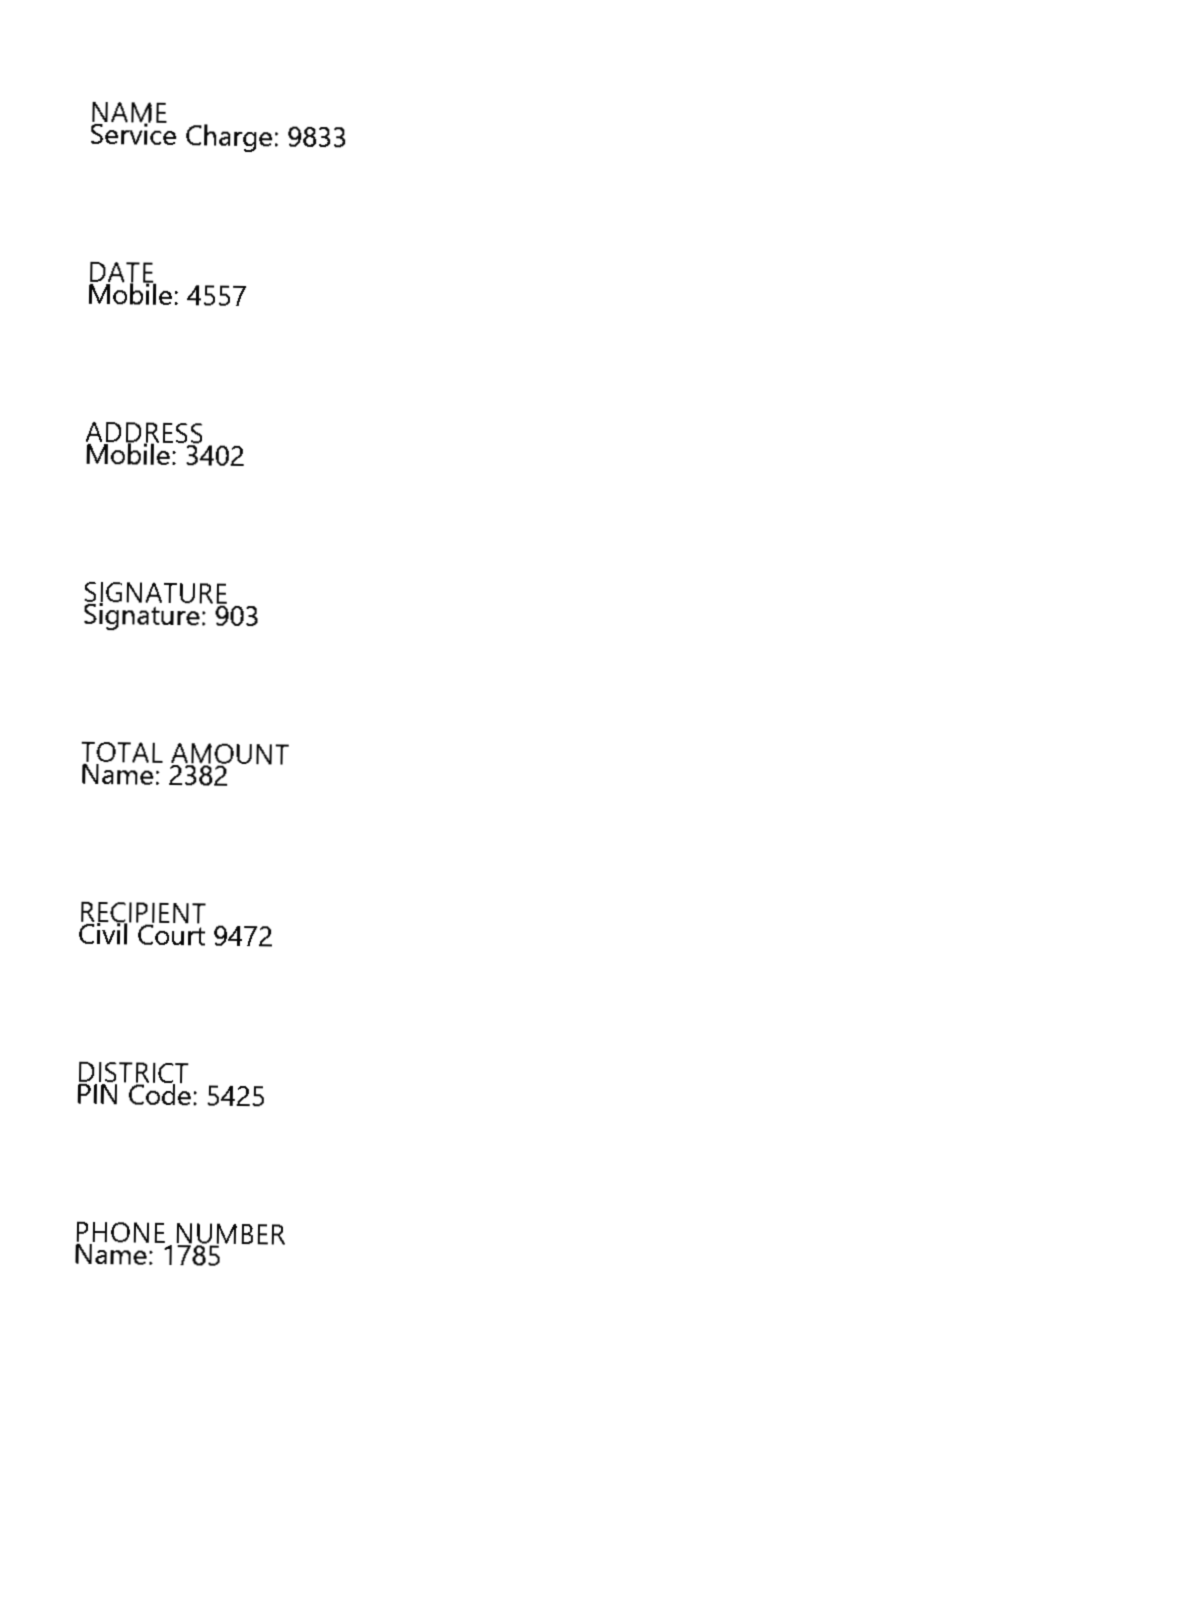 NAME
Service Charge: 9833
DATE
Mobile: 4557
ADDRESS
Mobile: 3402
SIGNATURE
Signature: 903
TOTAL AMOUNT
Name: 2382
RECIPIENT
Civil Court 9472
DISTRICT
PIN Code: 5425
PHONE NUMBER
Name: 1785